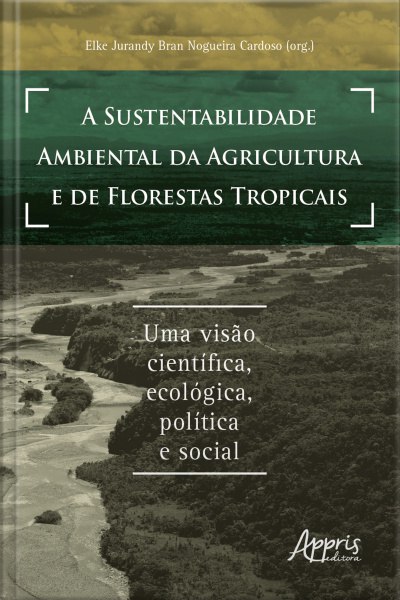 Elke Jurandy Bran Nogueira Cardoso (org.)
A Sustentabilidade
Ambiental da Agricultura
e de Florestas Tropicais
Uma visão
científica,
ecológica,
política
e social
Appris
editora